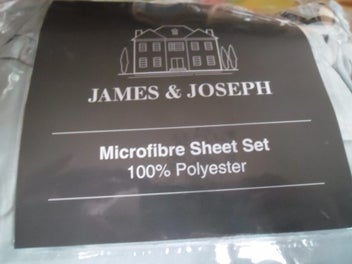 JAMES & JOSEPH
Microfibre Sheet Set
100% Polyester